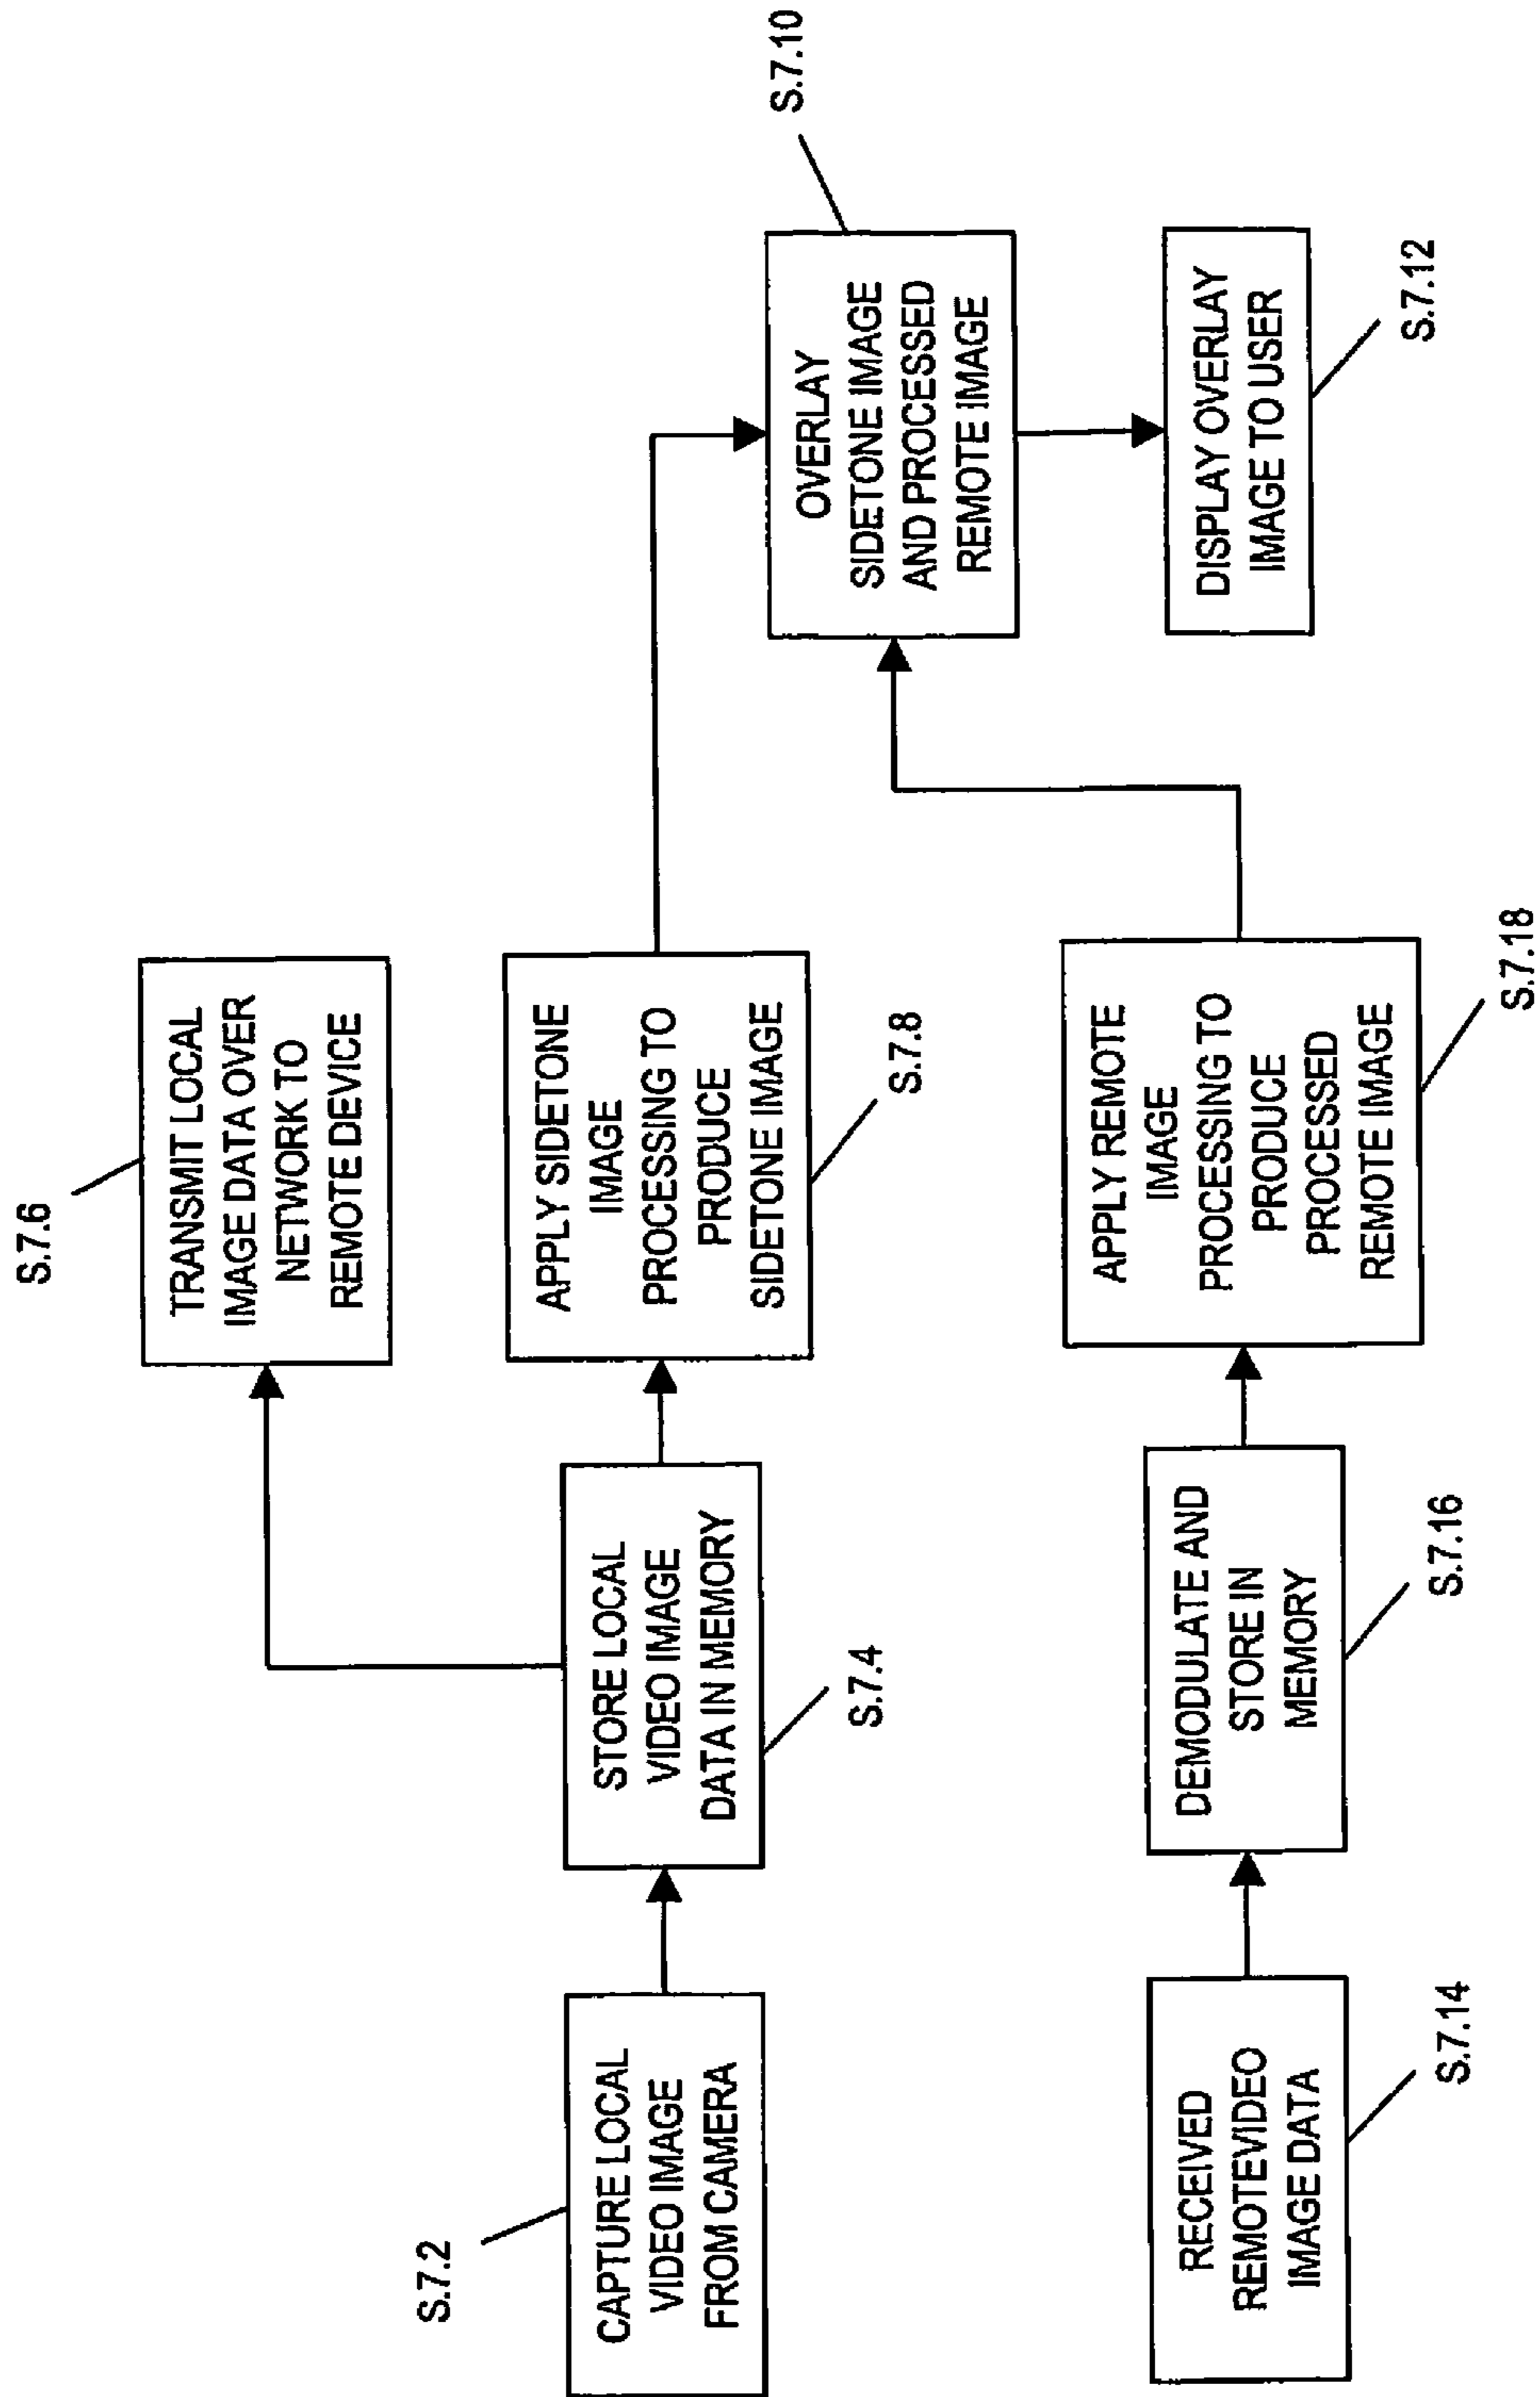 S.7.2
CAPTURE LOCAL
VIDEO IMAGE
FROM CAMERA
STORE LOCAL
VIDEO IMAGE
DATA IN MEMORY
S.7.4
S.7.6
TRANSMIT LOCAL
IMAGE DATA OVER
NETWORK TO
REMOTE DEVICE
APPLY SIDETONE
IMAGE
PROCESSING TO
PRODUCE
SIDETONE IMAGE
S.7.8
S.7.10
OVERLAY
SIDETONE IMAGE
AND PROCESSED
REMOTE IMAGE
DISPLAY OVERLAY
IMAGE TO USER
S.7.12
RECEIVED
REMOTEVIDEO
IMAGE DATA
S.7.14
DEMODULATE AND
STORE IN
MEMORY
S.7.16
APPLY REMOTE
IMAGE
PROCESSING TO
PRODUCE
PROCESSED
REMOTE IMAGE
S.7.18